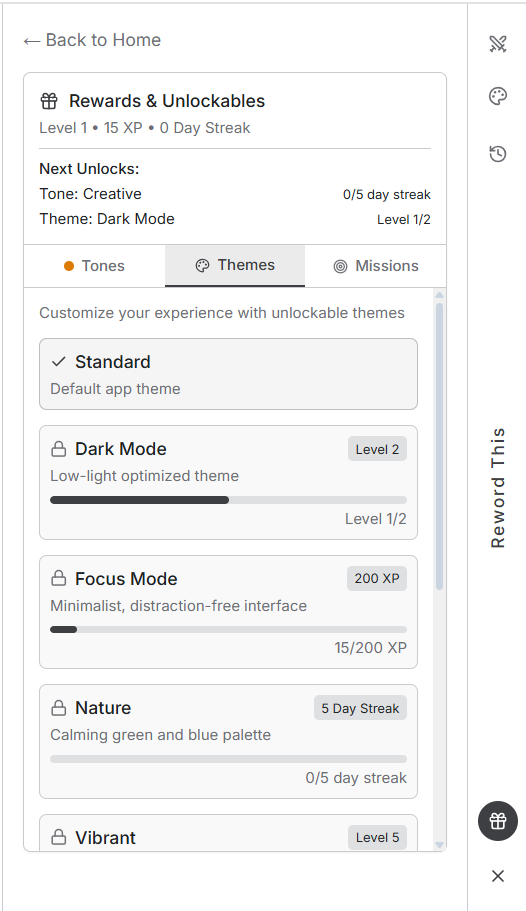 ← Back to Home
Rewards & Unlockables
Level 1 • 15 XP • 0 Day Streak
Next Unlocks:
Tone: Creative 0/5 day streak
Theme: Dark Mode Level 1/2
Tones Themes Missions
Customize your experience with unlockable themes
Standard
Default app theme
Dark Mode Level 2
Low-light optimized theme
Level 1/2
Focus Mode 200 XP
Minimalist, distraction-free interface
15/200 XP
Nature 5 Day Streak
Calming green and blue palette
0/5 day streak
Vibrant Level 5
Reword This